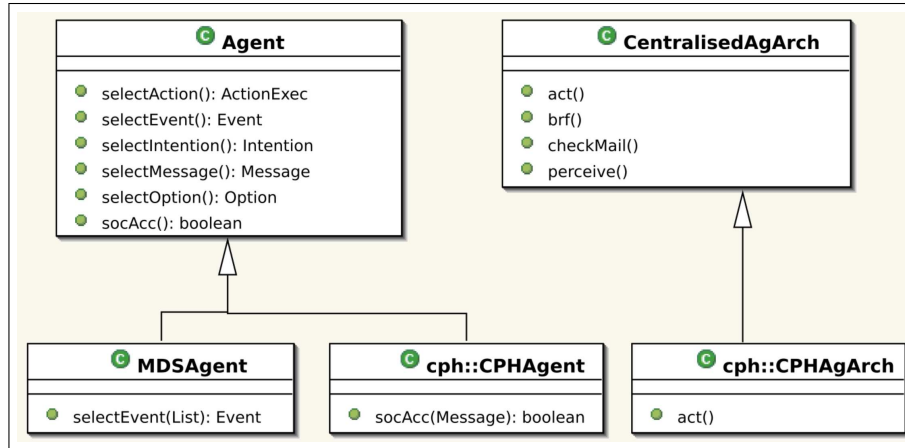 C Agent
selectAction(): ActionExec
selectEvent(): Event
selectIntention(): Intention
selectMessage(): Message
selectOption(): Option
socAcc(): boolean
C CentralisedAgArch
act()
brf()
checkMail()
perceive()
C MDSAgent
selectEvent(List): Event
C cph::CPHAgent
socAcc(Message): boolean
C cph::CPHAgArch
act()